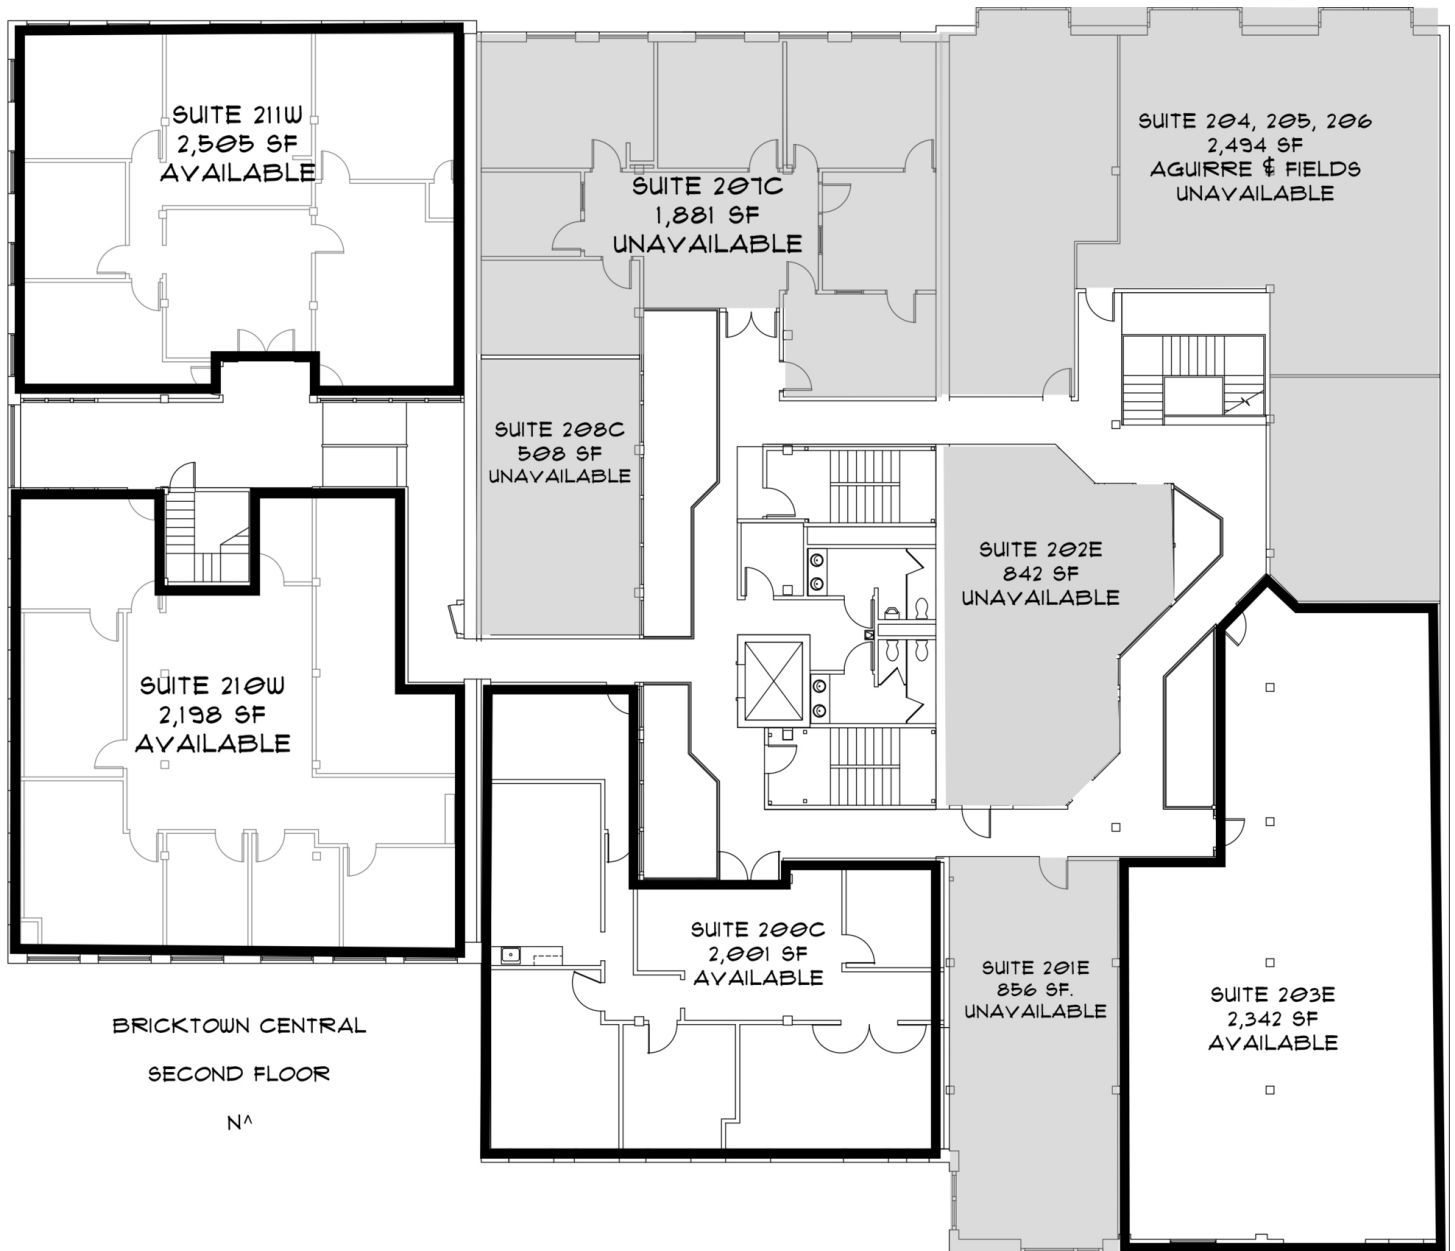 SUITE 211W
2,505 SF
AVAILABLE
SUITE 207C
1,881 SF
UNAVAILABLE
SUITE 204, 205, 206
2,494 SF
AGUIRRE & FIELDS
UNAVAILABLE
SUITE 208C
508 SF
UNAVAILABLE
SUITE 202E
842 SF
UNAVAILABLE
SUITE 210W
2,198 SF
AVAILABLE
SUITE 200C
2,001 SF
AVAILABLE
SUITE 201E
856 SF.
UNAVAILABLE
SUITE 203E
2,342 SF
AVAILABLE
BRICKTOWN CENTRAL
SECOND FLOOR
N^